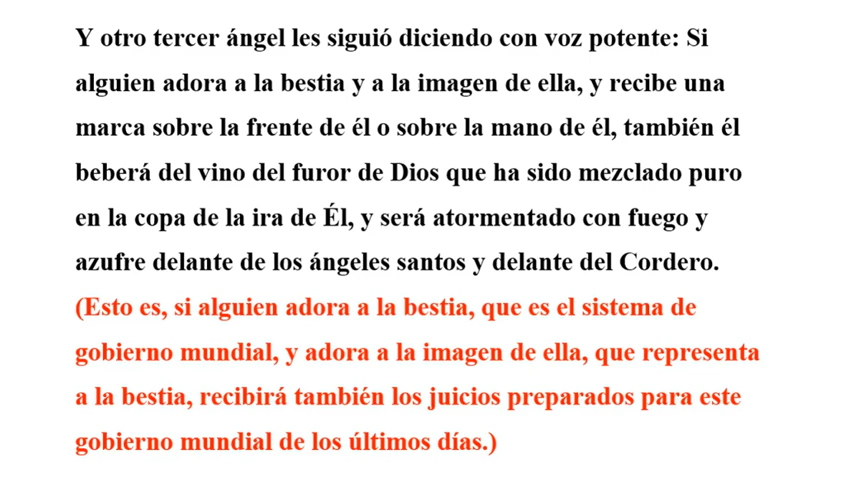 Y otro tercer ángel les siguió diciendo con voz potente: Si
alguien adora a la bestia y a la imagen de ella, y recibe una
marca sobre la frente de él o sobre la mano de él, también él
beberá del vino del furor de Dios que ha sido mezclado puro
en la copa de la ira de Él, y será atormentado con fuego y
azufre delante de los ángeles santos y delante del Cordero.
(Esto es, si alguien adora a la bestia, que es el sistema de
gobierno mundial, y adora a la imagen de ella, que representa
a la bestia, recibirá también los juicios preparados para este
gobierno mundial de los últimos días.)